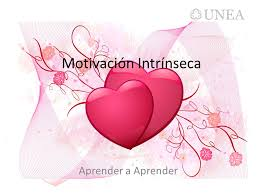 UNEA
Motivación Intrínseca
Aprender a Aprender